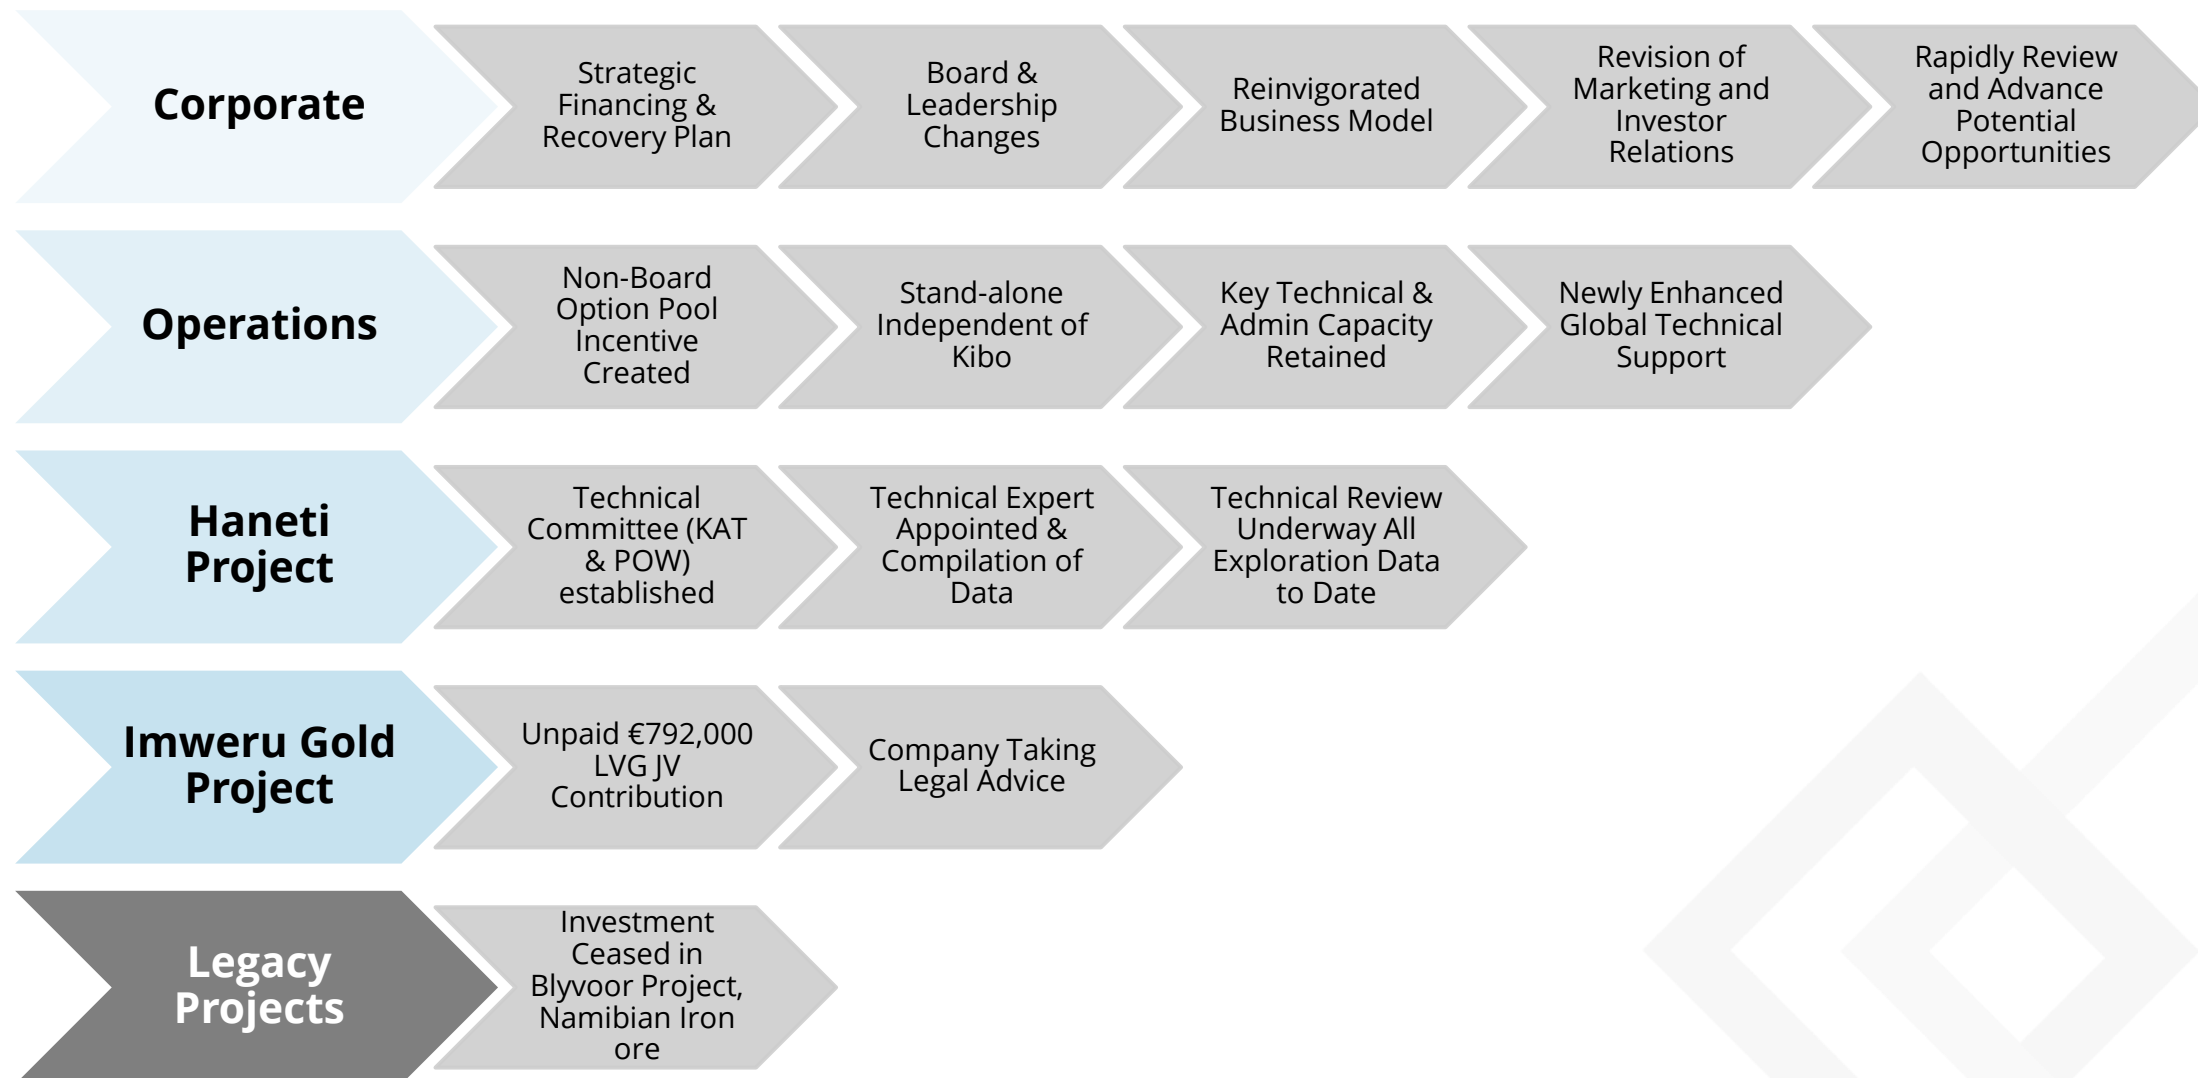 Corporate
Strategic
Financing &
Recovery Plan
Board &
Leadership
Changes
Reinvigorated
Business Model
Revision of
Marketing and
Investor
Relations
Rapidly Review
and Advance
Potential
Opportunities
Operations
Non-Board
Option Pool
Incentive
Created
Stand-alone
Independent of
Kibo
Key Technical &
Admin Capacity
Retained
Newly Enhanced
Global Technical
Support
Haneti
Project
Technical
Committee (KAT
& POW)
established
Technical Expert
Appointed &
Compilation of
Data
Technical Review
Underway All
Exploration Data
to Date
Imweru Gold
Project
Unpaid €792,000
LVG JV
Contribution
Company Taking
Legal Advice
Legacy
Projects
Investment
Ceased in
Blyvoor Project,
Namibian Iron
ore